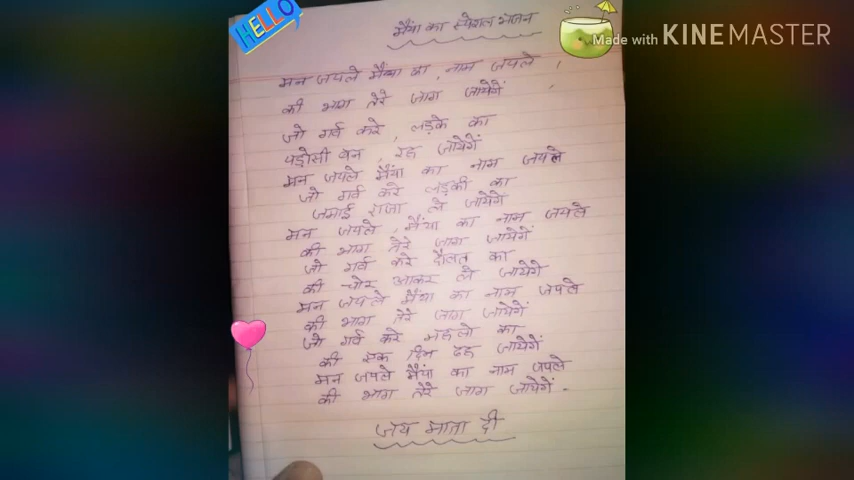 HELLO
Made with KINEMASTER
मैया का स्पेशल भजन
मन जपले मैय्या का, नाम जपले,
की भाग तेरे जाग जायेगें
जो गर्व करे, लड़के का
पड़ोसी बन, रह जायेगें
मन जपले मैंया का नाम जपले
जो गर्व करे लड़की का
जमाई राजा ले जायेगें
मन जपले, मैंया का नाम जपले
की भाग तेरे जाग जायेगें
जो गर्व करे दौलत का
की चोर आकर ले जायेगे
मन जपले मैया का नाम जपले
की भाग तेरे जाग जायेगें
जो गर्व करे महलो का
की एक दिन ढह जायेगें
मन जपले मैंया का नाम जपले
की भाग तेरे जाग जायेगें -
जय माता दी